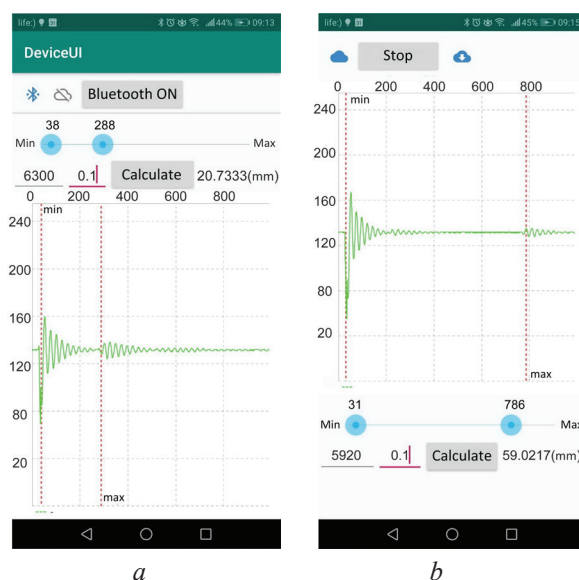 life:) 31 44% 09:13
DeviceUI
Bluetooth ON
38 288
Min Max
6300 0.1 Calculate 20.7333(mm)
0 200 400 600 800
min
240
200
160
120
80
20
max
a
life:) 31 45% 09:15
Stop
0 200 400 600 800
min
240
200
160
120
80
20
max
31 786
Min Max
5920 0.1 Calculate 59.0217(mm)
b